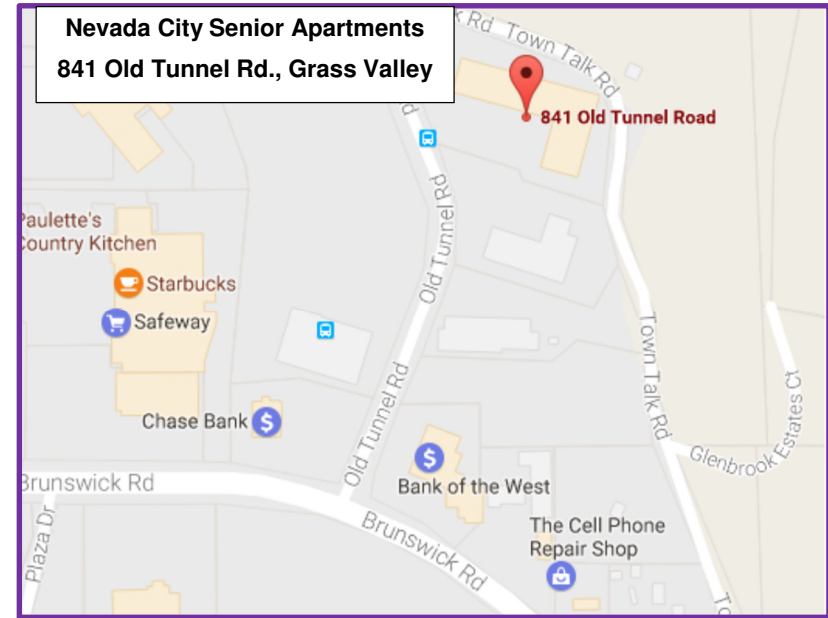 Nevada City Senior Apartments
841 Old Tunnel Rd., Grass Valley
Rd
Town Talk Rd
841 Old Tunnel Road
Old Tunnel Rd
Paulette's
Country Kitchen
Starbucks
Safeway
Town Talk Rd
Chase Bank
Old Tunnel Rd
Glenbrook Estates Ct
Bank of the West
Brunswick Rd
Brunswick Rd
Plaza Dr
The Cell Phone
Repair Shop